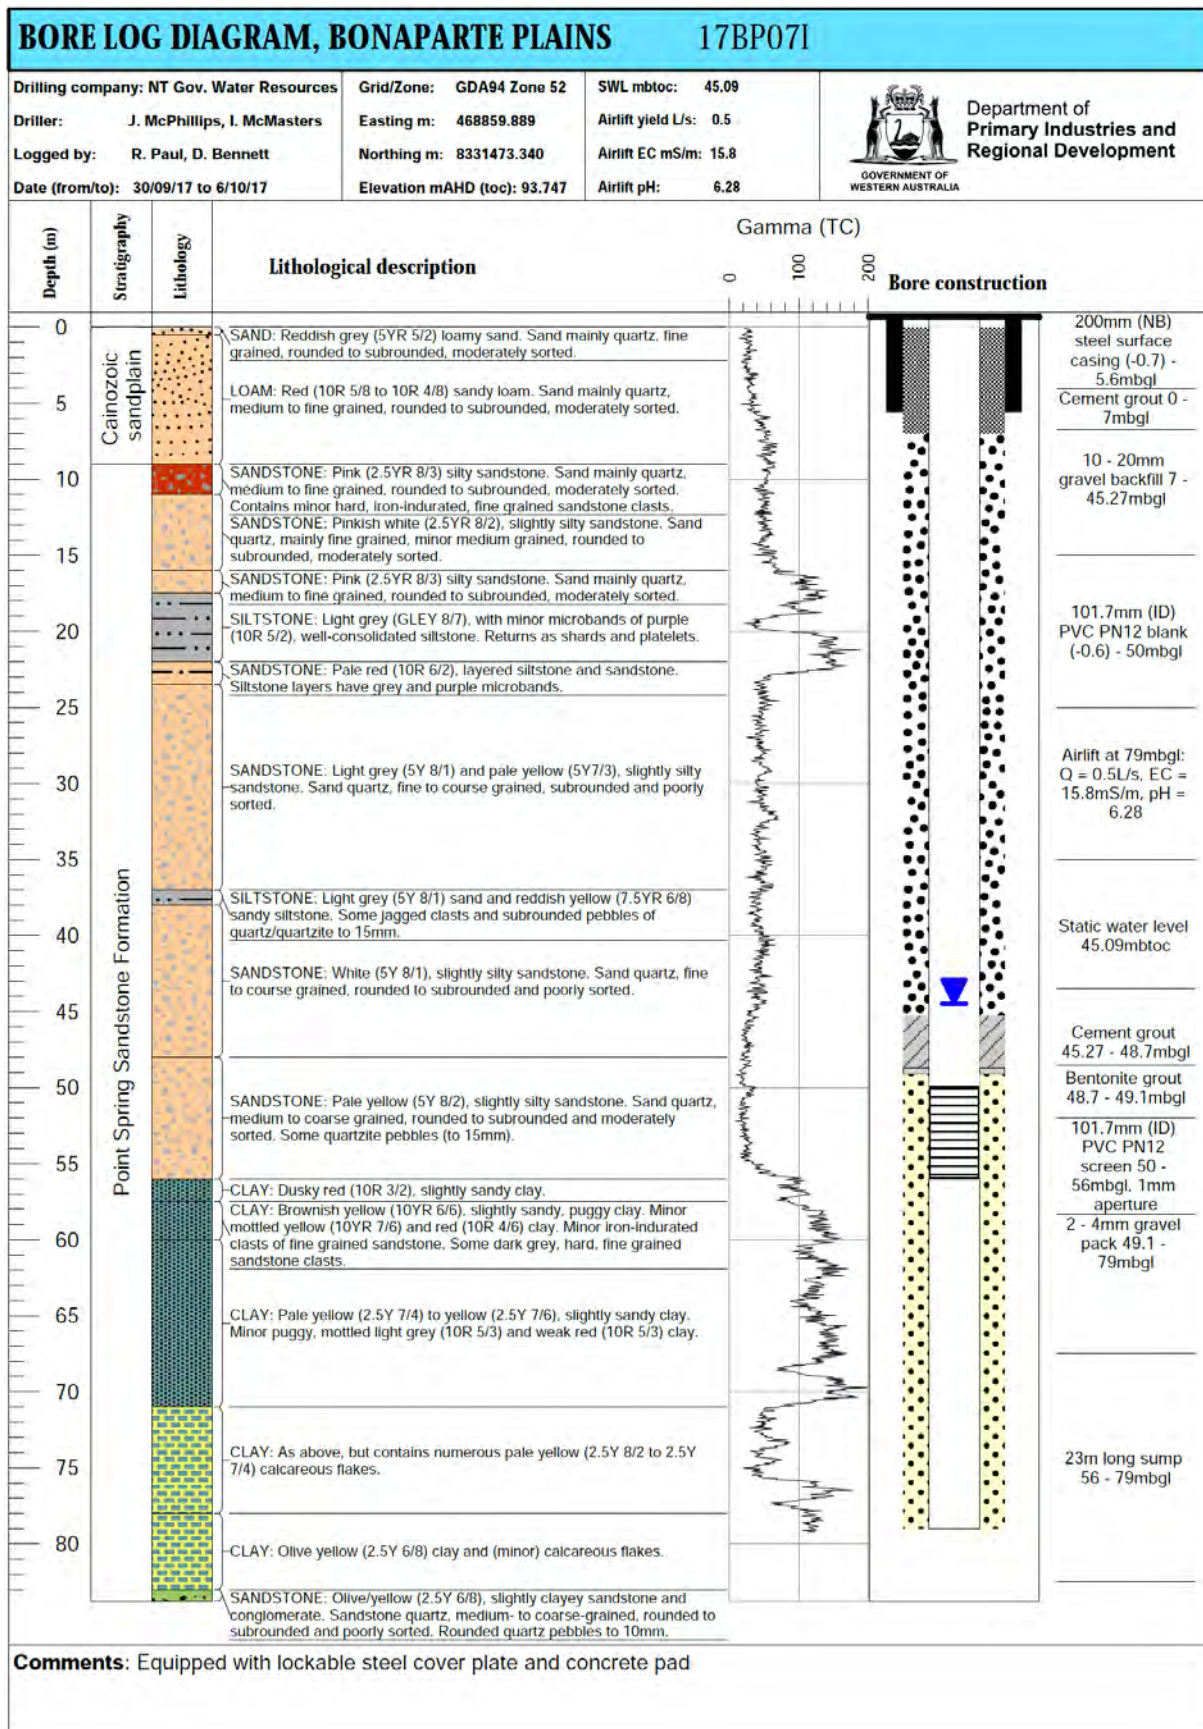 BORE LOG DIAGRAM, BONAPARTE PLAINS 17BP07I
Drilling company: NT Gov. Water Resources
Driller: J. McPhillips, I. McMasters
Logged by: R. Paul, D. Bennett
Date (from/to): 30/09/17 to 6/10/17
Grid/Zone: GDA94 Zone 52
Easting m: 468859.889
Northing m: 8331473.340
Elevation mAHD (toc): 93.747
SWL mbtoc: 45.09
Airlift yield L/s: 0.5
Airlift EC mS/m: 15.8
Airlift pH: 6.28
GOVERNMENT OF
WESTERN AUSTRALIA
Department of
Primary Industries and
Regional Development
Depth (m)
Stratigraphy
Lithology
Lithological description
Gamma (TC)
0
100
200
Bore construction
0
5
10
15
20
25
30
35
40
45
50
55
60
65
70
75
80
Cainozoic
sandplain
Point Spring Sandstone Formation
SAND: Reddish grey (5YR 5/2) loamy sand. Sand mainly quartz, fine
grained, rounded to subrounded, moderately sorted.
LOAM: Red (10R 5/8 to 10R 4/8) sandy loam. Sand mainly quartz,
medium to fine grained, rounded to subrounded, moderately sorted.
SANDSTONE: Pink (2.5YR 8/3) silty sandstone. Sand mainly quartz,
medium to fine grained, rounded to subrounded, moderately sorted.
Contains minor hard, iron-indurated, fine grained sandstone clasts.
SANDSTONE: Pinkish white (2.5YR 8/2), slightly silty sandstone. Sand
quartz, mainly fine grained, minor medium grained, rounded to
subrounded, moderately sorted.
SANDSTONE: Pink (2.5YR 8/3) silty sandstone. Sand mainly quartz,
medium to fine grained, rounded to subrounded, moderately sorted.
SILTSTONE: Light grey (GLEY 8/7), with minor microbands of purple
(10R 5/2), well-consolidated siltstone. Returns as shards and platelets.
SANDSTONE: Pale red (10R 6/2), layered siltstone and sandstone.
Siltstone layers have grey and purple microbands.
SANDSTONE: Light grey (5Y 8/1) and pale yellow (5Y7/3), slightly silty
sandstone. Sand quartz, fine to course grained, subrounded and poorly
sorted.
SILTSTONE: Light grey (5Y 8/1) sand and reddish yellow (7.5YR 6/8)
sandy siltstone. Some jagged clasts and subrounded pebbles of
quartz/quartzite to 15mm.
SANDSTONE: White (5Y 8/1), slightly silty sandstone. Sand quartz, fine
to course grained, rounded to subrounded and poorly sorted.
SANDSTONE: Pale yellow (5Y 8/2), slightly silty sandstone. Sand quartz,
medium to coarse grained, rounded to subrounded and moderately
sorted. Some quartzite pebbles (to 15mm).
CLAY: Dusky red (10R 3/2), slightly sandy clay.
CLAY: Brownish yellow (10YR 6/6), slightly sandy, puggy clay. Minor
mottled yellow (10YR 7/6) and red (10R 4/6) clay. Minor iron-indurated
clasts of fine grained sandstone. Some dark grey, hard, fine grained
sandstone clasts.
CLAY: Pale yellow (2.5Y 7/4) to yellow (2.5Y 7/6), slightly sandy clay.
Minor puggy, mottled light grey (10R 5/3) and weak red (10R 5/3) clay.
CLAY: As above, but contains numerous pale yellow (2.5Y 8/2 to 2.5Y
7/4) calcareous flakes.
CLAY: Olive yellow (2.5Y 6/8) clay and (minor) calcareous flakes.
SANDSTONE: Olive/yellow (2.5Y 6/8), slightly clayey sandstone and
conglomerate. Sandstone quartz, medium- to coarse-grained, rounded to
subrounded and poorly sorted. Rounded quartz pebbles to 10mm.
200mm (NB)
steel surface
casing (-0.7) -
5.6mbgl
Cement grout 0 -
7mbgl
10 - 20mm
gravel backfill 7 -
45.27mbgl
101.7mm (ID)
PVC PN12 blank
(-0.6) - 50mbgl
Airlift at 79mbgl:
Q = 0.5L/s, EC =
15.8mS/m, pH =
6.28
Static water level
45.09mbtoc
Cement grout
45.27 - 48.7mbgl
Bentonite grout
48.7 - 49.1mbgl
101.7mm (ID)
PVC PN12
screen 50 -
56mbgl, 1mm
aperture
2 - 4mm gravel
pack 49.1 -
79mbgl
23m long sump
56 - 79mbgl
Comments: Equipped with lockable steel cover plate and concrete pad